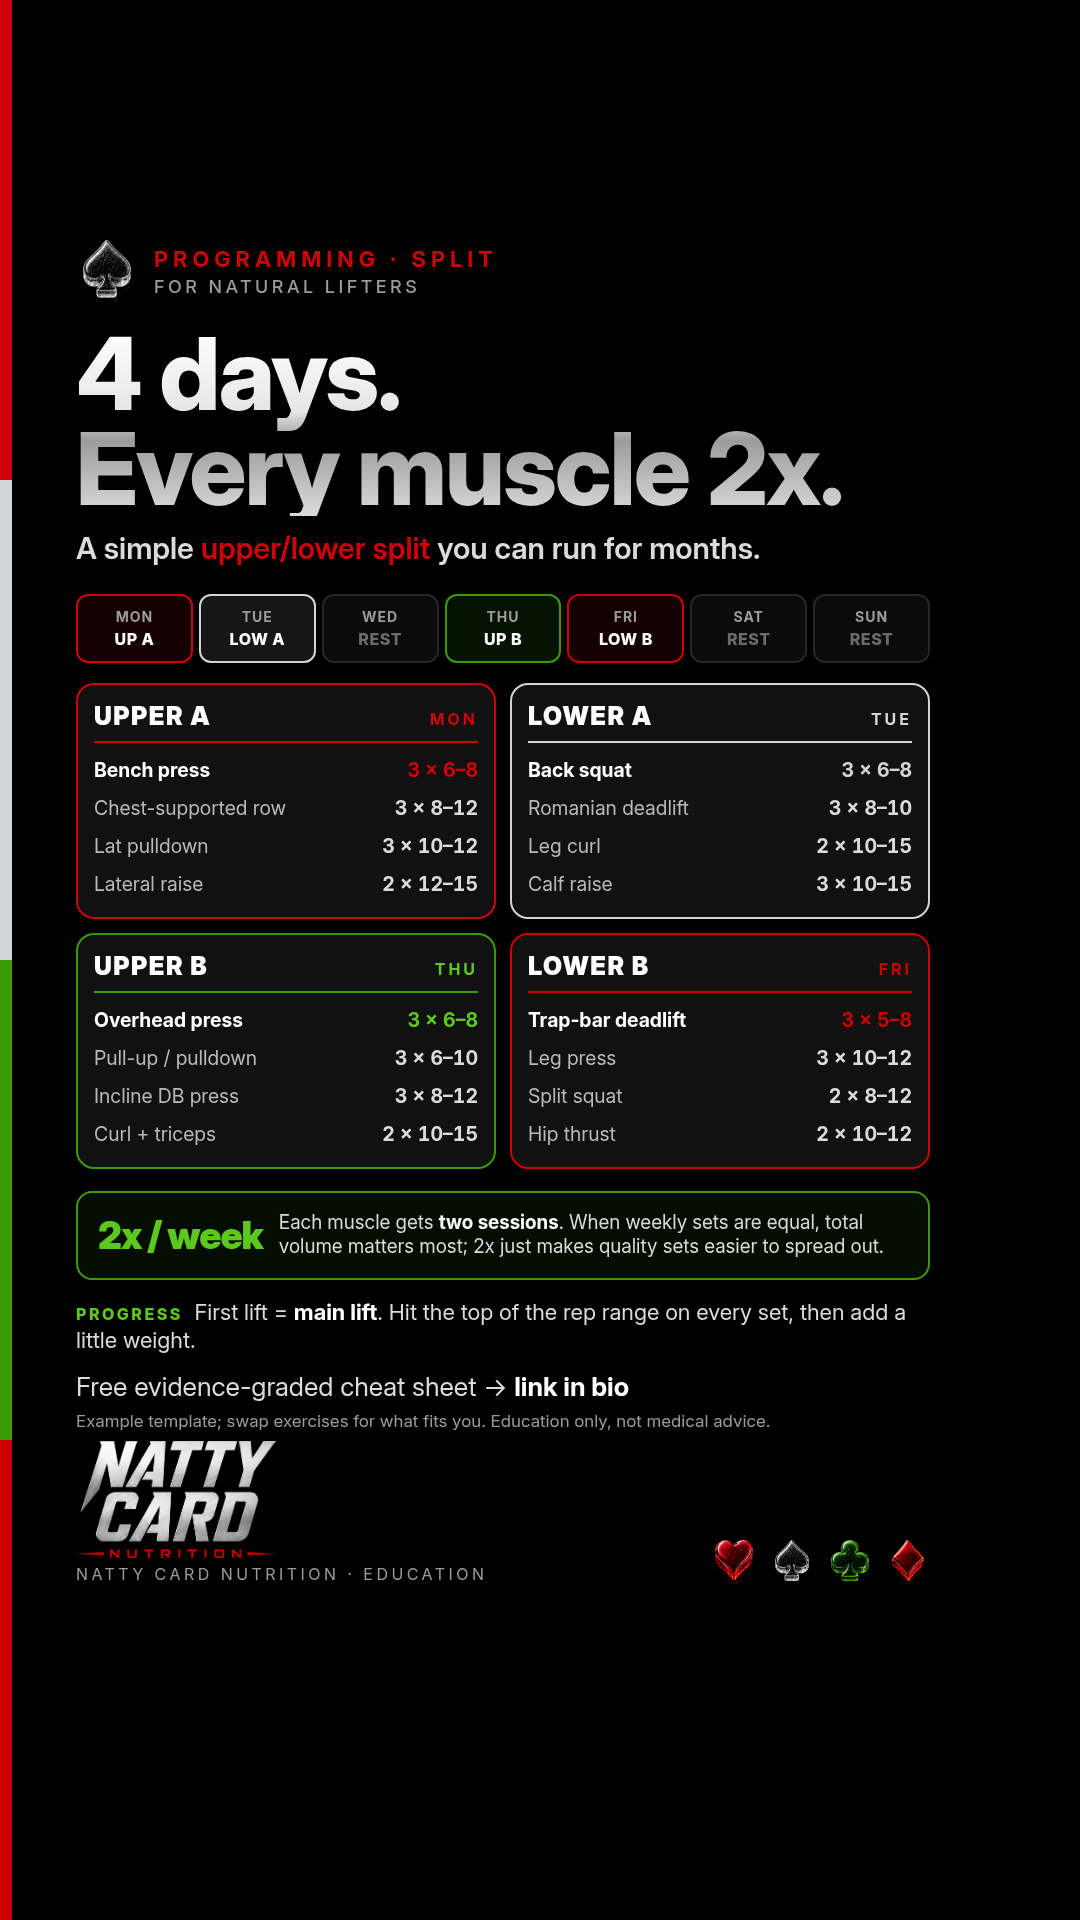 PROGRAMMING · SPLIT
FOR NATURAL LIFTERS
4 days.
Every muscle 2x.
A simple upper/lower split you can run for months.
MON TUE WED THU FRI SAT SUN
UP A LOW A REST UP B LOW B REST REST
UPPER A MON
Bench press 3 × 6–8
Chest-supported row 3 × 8–12
Lat pulldown 3 × 10–12
Lateral raise 2 × 12–15
LOWER A TUE
Back squat 3 × 6–8
Romanian deadlift 3 × 8–10
Leg curl 2 × 10–15
Calf raise 3 × 10–15
UPPER B THU
Overhead press 3 × 6–8
Pull-up / pulldown 3 × 6–10
Incline DB press 3 × 8–12
Curl + triceps 2 × 10–15
LOWER B FRI
Trap-bar deadlift 3 × 5–8
Leg press 3 × 10–12
Split squat 2 × 8–12
Hip thrust 2 × 10–12
2x / week
Each muscle gets two sessions. When weekly sets are equal, total
volume matters most; 2x just makes quality sets easier to spread out.
PROGRESS First lift = main lift. Hit the top of the rep range on every set, then add a
little weight.
Free evidence-graded cheat sheet → link in bio
Example template; swap exercises for what fits you. Education only, not medical advice.
NATTY
CARD
NUTRITION
NATTY CARD NUTRITION · EDUCATION